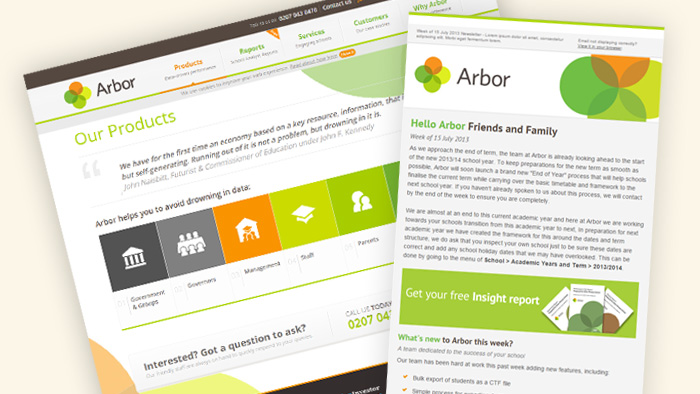 Talk to us on 0207 043 0470
Contact us
Why Arbor
Arbor
Products
Data-driven performance
Reports
School analyst reports
Services
Engaging schools
Customers
We use cookies to improve your web experience. Read about how here
Our Products
We have for the first time an economy based on a key resource, information, that
but self-generating. Running out of it is not a problem, but drowning in it.
John Naisbitt, Futurist & Commissioner of Education under John F. Kennedy
Arbor helps you to avoid drowning in data:
Government
& Groups
Governors
Management
Staff
Parents
Interested? Got a question to ask?
Our friendly staff are always on hand to quickly respond to your queries.
CALL US TODAY
0207 043
Investor
Week of 15 July 2013 Newsletter - Lorem ipsum dolor sit amet, consectetur
adipiscing elit. Morbi eget fermentum lorem.
Email not displaying correctly?
View it in your browser.
Arbor
Hello Arbor Friends and Family
Week of 15 July 2013
As we approach the end of term, the team at Arbor is already looking ahead to the start
of the new 2013/14 school year. To keep preparations for the new term as smooth as
possible, Arbor will soon launch a brand new "End of Year" process that will help schools
finalise the current time while carrying over the basic timetable and framework to the
next school year. If you haven't already spoken to us about this process, we will contact
by the end of the week to ensure you are completely.
We are almost at an end to this current academic year and here at Arbor we are working
towards your schools transition from this academic year to next, in preparation for next
academic year we have created the framework for this around the dates and term
structure, we do ask that you inspect your own school just to be sure these dates are
correct and add any school holiday dates that we may have overlooked. This can be
done by going to the menu of School > Academic Years and Term > 2013/2014.
Get your free Insight report
What's new to Arbor this week?
A team dedicated to the success of your school
Our team has been hard at work this past week adding new features, including:
Bulk export of students as a CTF file
Simple process for